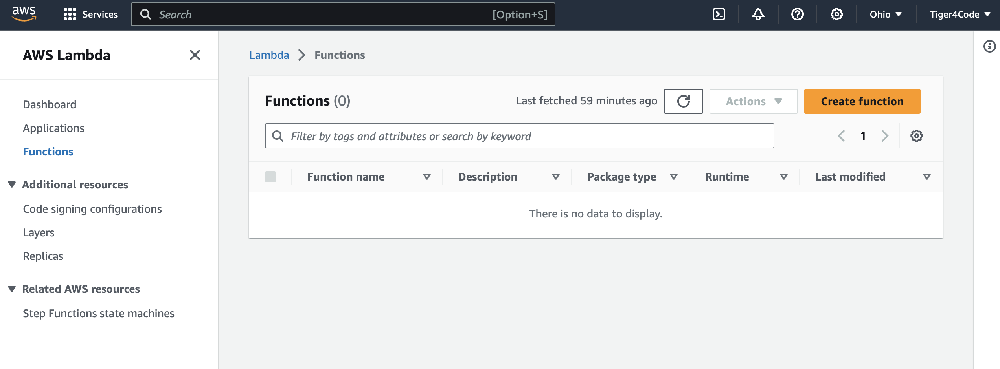 aws Services Search [Option+S] Ohio Tiger4Code
AWS Lambda
Dashboard
Applications
Functions
Additional resources
Code signing configurations
Layers
Replicas
Related AWS resources
Step Functions state machines
Lambda Functions
Functions (0) Last fetched 59 minutes ago Actions Create function
Filter by tags and attributes or search by keyword 1
Function name Description Package type Runtime Last modified
There is no data to display.